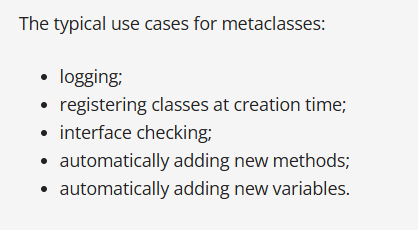 The typical use cases for metaclasses:
• logging;
• registering classes at creation time;
• interface checking;
• automatically adding new methods;
• automatically adding new variables.